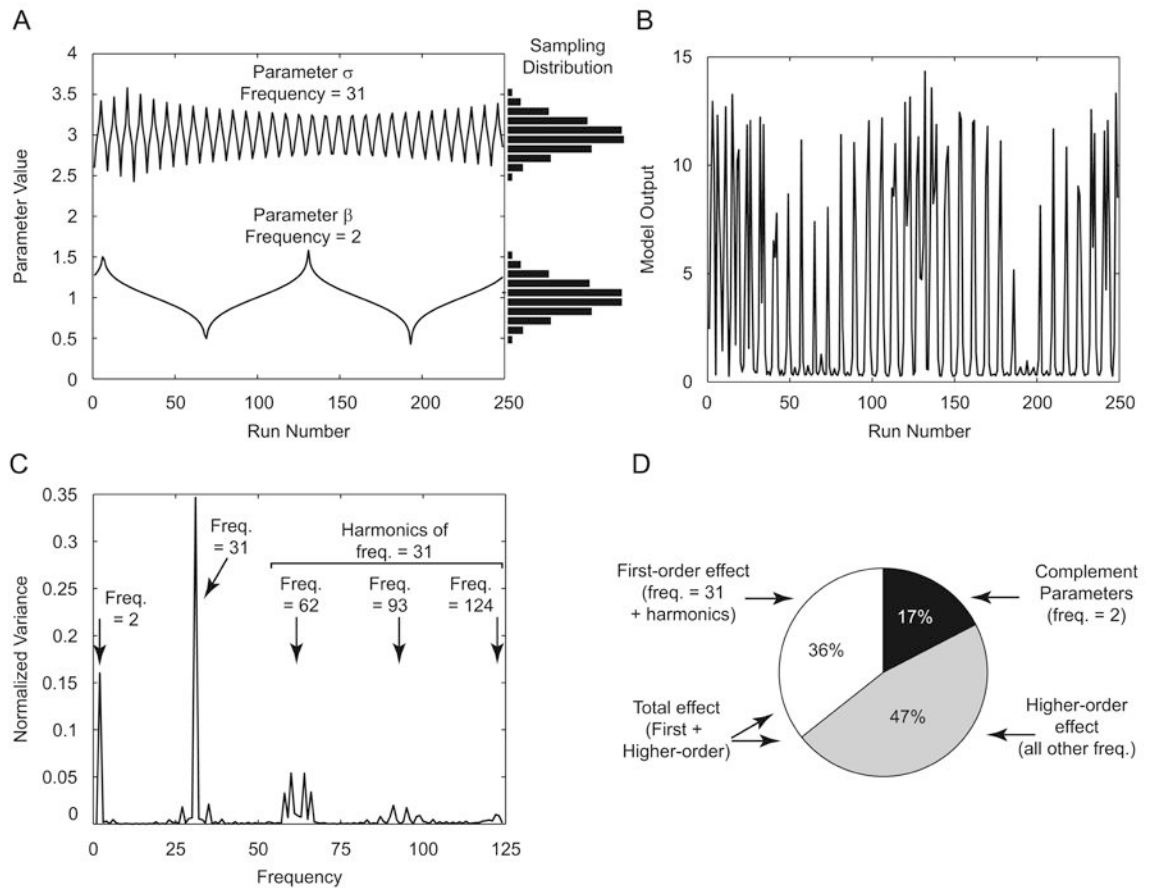 A
Sampling
Distribution
Parameter σ
Frequency = 31
Parameter β
Frequency = 2
Parameter Value
4
3.5
3
2.5
2
1.5
1
0.5
0
0
50
100
150
200
250
Run Number
B
Model Output
15
10
5
0
0
50
100
150
200
250
Run Number
C
Normalized Variance
0.35
0.3
0.25
0.2
0.15
0.1
0.05
0
Freq.
= 2
Freq.
= 31
Harmonics of
freq. = 31
Freq.
= 62
Freq.
= 93
Freq.
= 124
0
25
50
75
100
125
Frequency
D
First-order effect
(freq. = 31
+ harmonics)
Complement
Parameters
(freq. = 2)
17%
36%
47%
Total effect
(First +
Higher-order)
Higher-order
effect
(all other freq.)